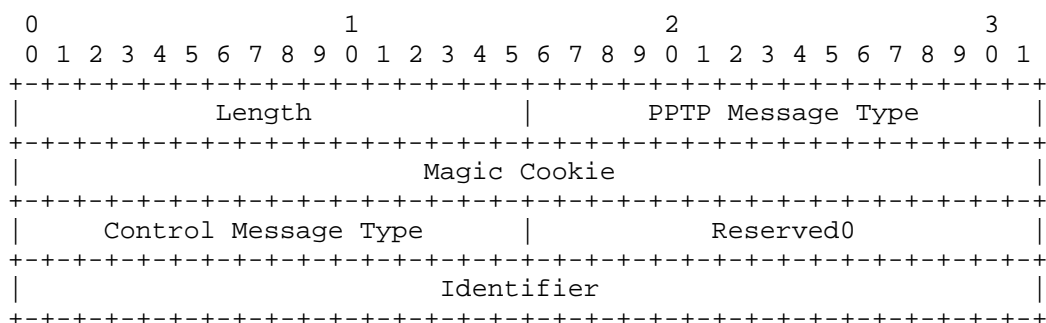 0                   1                   2                   3
0 1 2 3 4 5 6 7 8 9 0 1 2 3 4 5 6 7 8 9 0 1 2 3 4 5 6 7 8 9 0 1
+-+-+-+-+-+-+-+-+-+-+-+-+-+-+-+-+-+-+-+-+-+-+-+-+-+-+-+-+-+-+-+-+
|            Length             |       PPTP Message Type       |
+-+-+-+-+-+-+-+-+-+-+-+-+-+-+-+-+-+-+-+-+-+-+-+-+-+-+-+-+-+-+-+-+
|                         Magic Cookie                          |
+-+-+-+-+-+-+-+-+-+-+-+-+-+-+-+-+-+-+-+-+-+-+-+-+-+-+-+-+-+-+-+-+
|     Control Message Type      |           Reserved0           |
+-+-+-+-+-+-+-+-+-+-+-+-+-+-+-+-+-+-+-+-+-+-+-+-+-+-+-+-+-+-+-+-+
|                          Identifier                           |
+-+-+-+-+-+-+-+-+-+-+-+-+-+-+-+-+-+-+-+-+-+-+-+-+-+-+-+-+-+-+-+-+